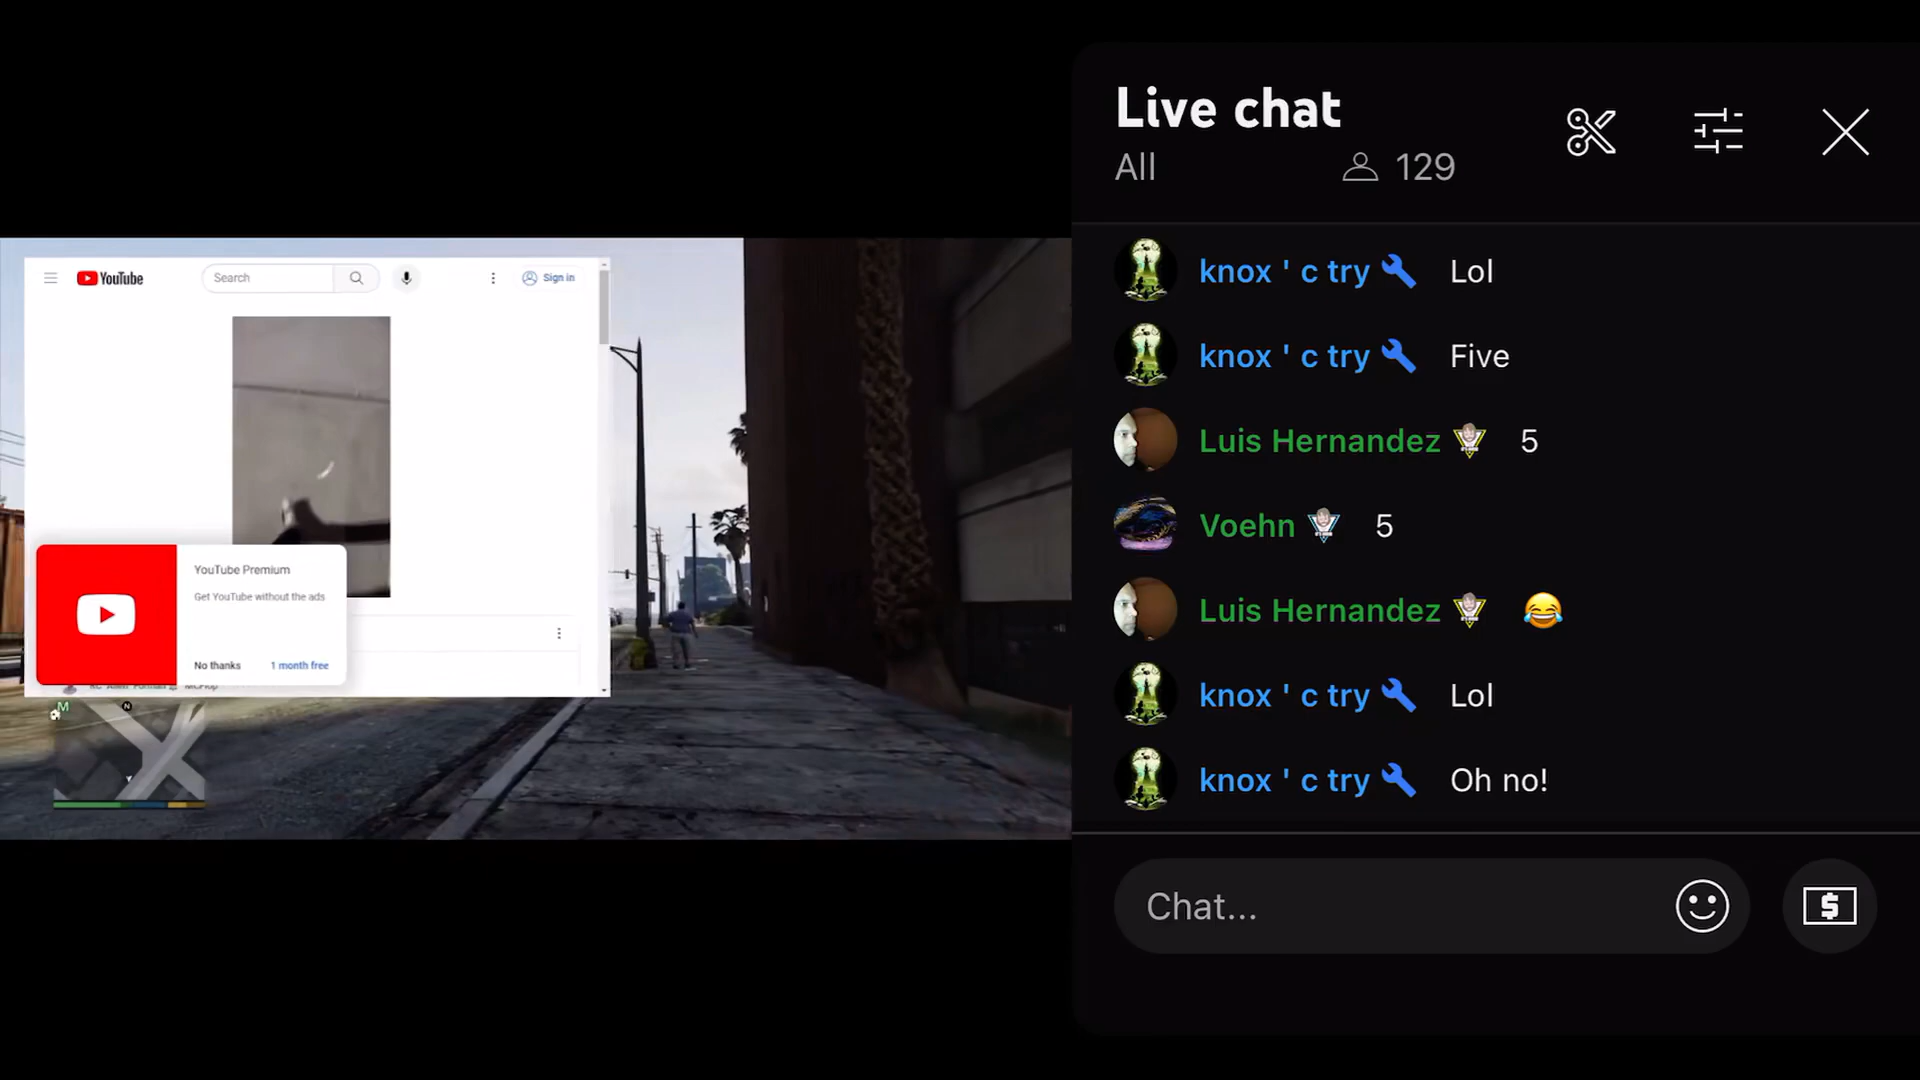 YouTube
Search
Sign in
YouTube Premium
Get YouTube without the ads
No thanks
1 month free
M
N
Live chat
All
129
knox ' c try Lol
knox ' c try Five
Luis Hernandez 5
Voehn 5
Luis Hernandez 😂
knox ' c try Lol
knox ' c try Oh no!
Chat...
$